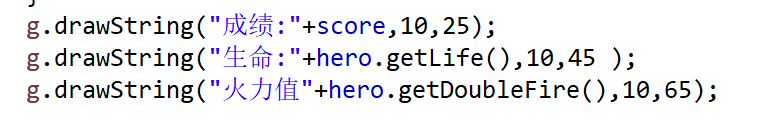 g.drawString("成绩:"+score,10,25);
g.drawString("生命:"+hero.getLife(),10,45 );
g.drawString("火力值"+hero.getDoubleFire(),10,65);